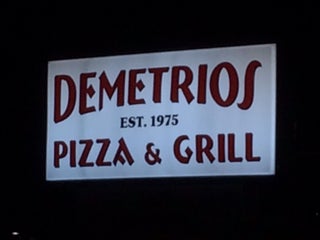 DEMETRIOS
EST. 1975
PIZZA & GRILL